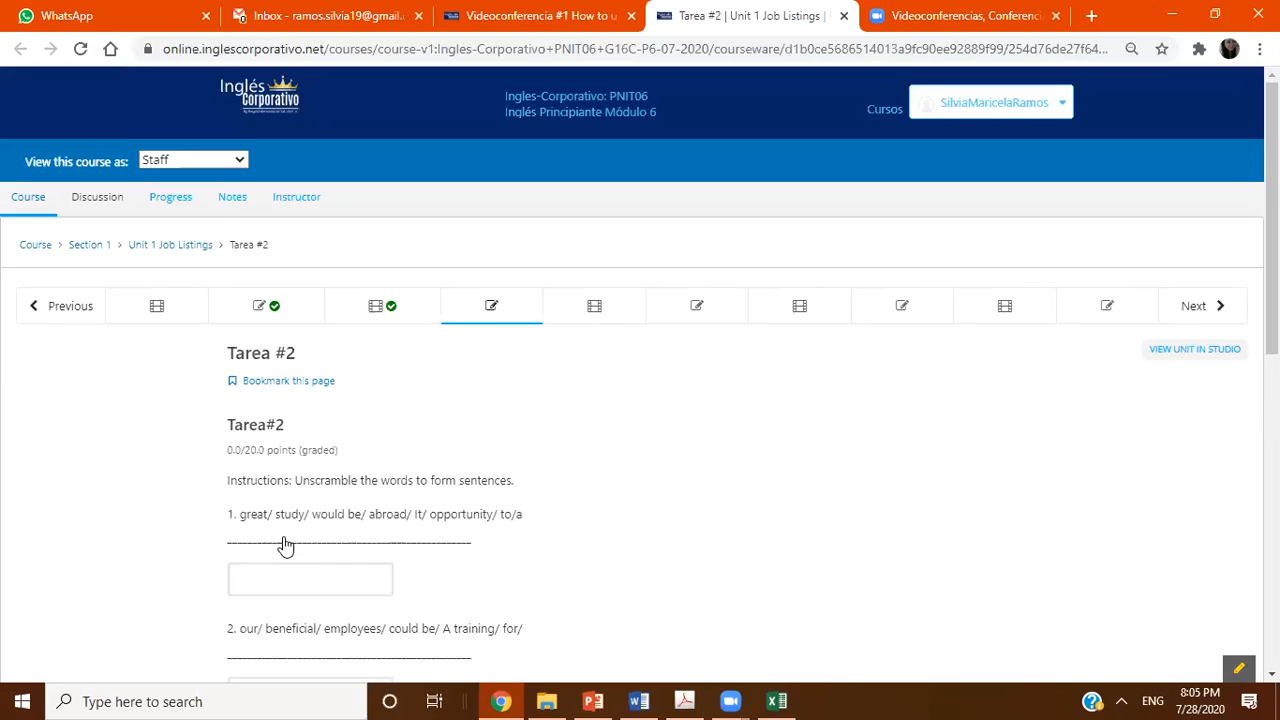 WhatsApp
Inbox - ramos.silvia19@gmail.
Videoconferencia #1 How to u
Tarea #2 | Unit 1 Job Listings |
Videoconferencias, Conferenci
online.inglescorporativo.net/courses/course-v1:Ingles-Corporativo+PNIT06+G16C-P6-07-2020/courseware/d1b0ce5686514013a9fc90ee92889f99/254d76de27f64...
Inglés
Corporativo
Ingles-Corporativo: PNIT06
Inglés Principiante Módulo 6
Cursos
SilviaMaricelaRamos
View this course as:
Staff
Course
Discussion
Progress
Notes
Instructor
Course > Section 1 > Unit 1 Job Listings > Tarea #2
Previous
Next
Tarea #2
VIEW UNIT IN STUDIO
Bookmark this page
Tarea#2
0.0/20.0 points (graded)
Instructions: Unscramble the words to form sentences.
1. great/ study/ would be/ abroad/ It/ opportunity/ to/a
2. our/ beneficial/ employees/ could be/ A training/ for/
Type here to search
ENG
8:05 PM
7/28/2020